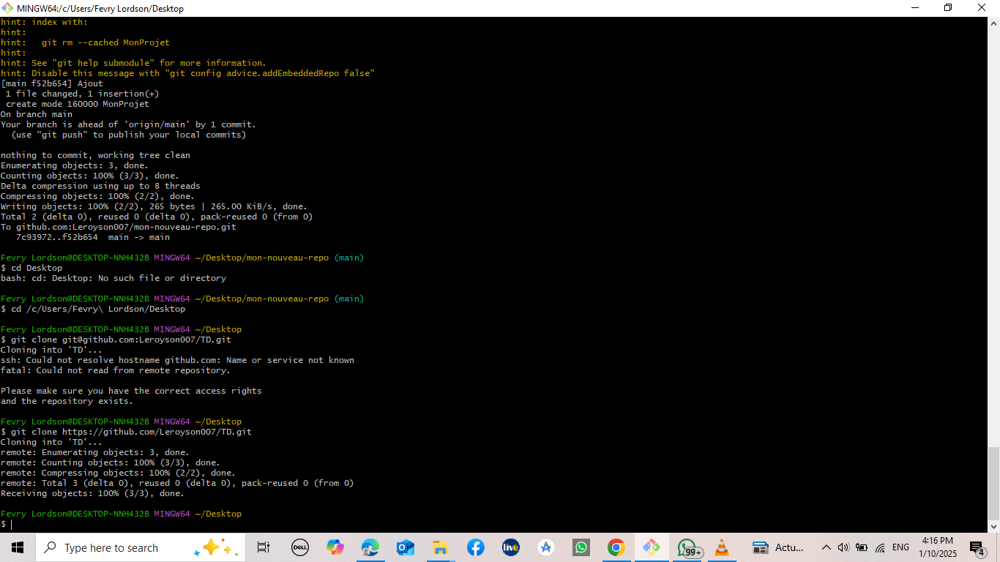 MINGW64:/c/Users/Fevry Lordson/Desktop
hint: index with:
hint:
hint:   git rm --cached MonProjet
hint:
hint: See "git help submodule" for more information.
hint: Disable this message with "git config advice.addEmbeddedRepo false"
[main f52b654] Ajout
 1 file changed, 1 insertion(+)
 create mode 160000 MonProjet
On branch main
Your branch is ahead of 'origin/main' by 1 commit.
  (use "git push" to publish your local commits)
nothing to commit, working tree clean
Enumerating objects: 3, done.
Counting objects: 100% (3/3), done.
Delta compression using up to 8 threads
Compressing objects: 100% (2/2), done.
Writing objects: 100% (2/2), 265 bytes | 265.00 KiB/s, done.
Total 2 (delta 0), reused 0 (delta 0), pack-reused 0 (from 0)
To github.com:Leroyson007/mon-nouveau-repo.git
   7c93972..f52b654  main -> main
Fevry Lordson@DESKTOP-NNH432B MINGW64 ~/Desktop/mon-nouveau-repo (main)
$ cd Desktop
bash: cd: Desktop: No such file or directory
Fevry Lordson@DESKTOP-NNH432B MINGW64 ~/Desktop/mon-nouveau-repo (main)
$ cd /c/Users/Fevry\ Lordson/Desktop
Fevry Lordson@DESKTOP-NNH432B MINGW64 ~/Desktop
$ git clone git@github.com:Leroyson007/TD.git
Cloning into 'TD'...
ssh: Could not resolve hostname github.com: Name or service not known
fatal: Could not read from remote repository.
Please make sure you have the correct access rights
and the repository exists.
Fevry Lordson@DESKTOP-NNH432B MINGW64 ~/Desktop
$ git clone https://github.com/Leroyson007/TD.git
Cloning into 'TD'...
remote: Enumerating objects: 3, done.
remote: Counting objects: 100% (3/3), done.
remote: Compressing objects: 100% (2/2), done.
remote: Total 3 (delta 0), reused 0 (delta 0), pack-reused 0 (from 0)
Receiving objects: 100% (3/3), done.
Fevry Lordson@DESKTOP-NNH432B MINGW64 ~/Desktop
$
Type here to search
DELL
live
99+
Actu...
ENG
4:16 PM
1/10/2025
4